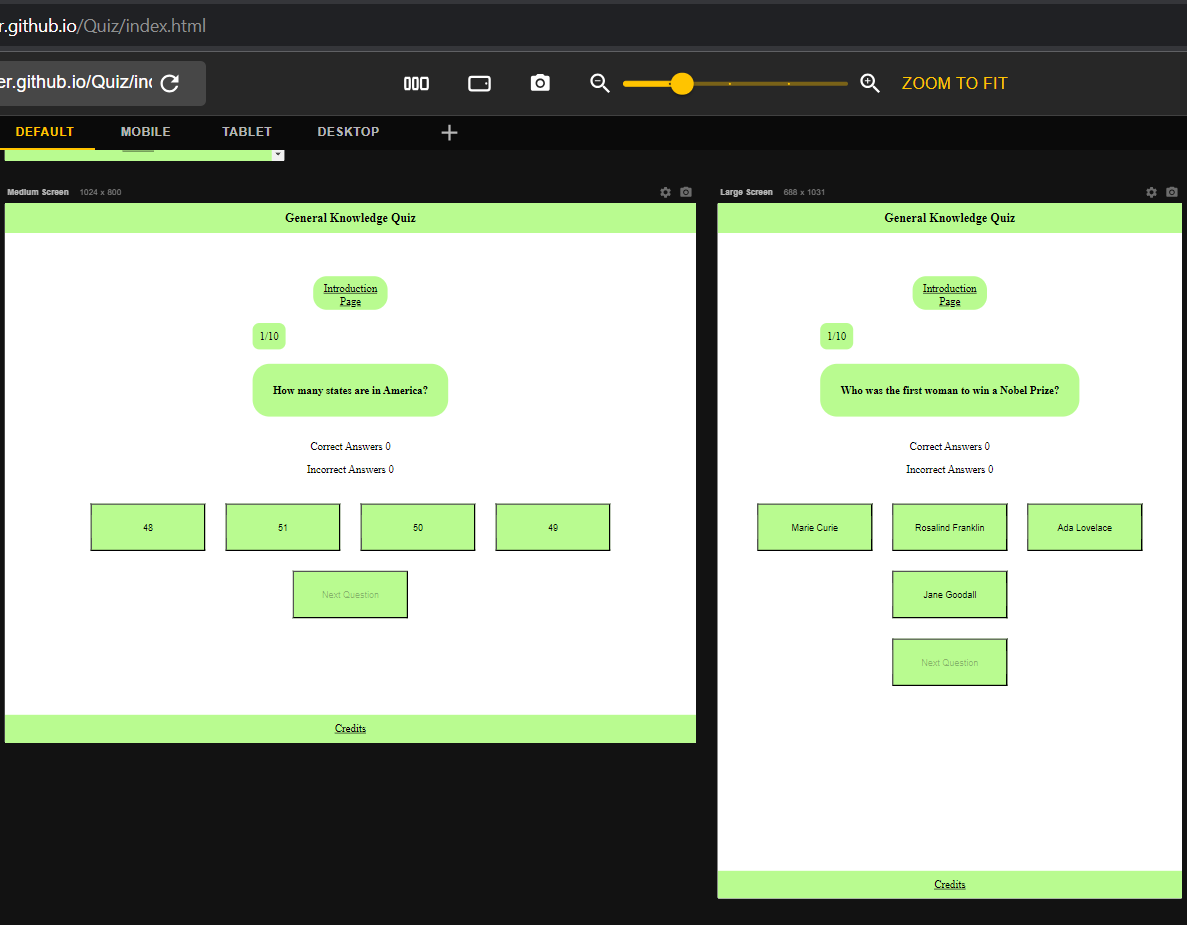 r.github.io/Quiz/index.html
er.github.io/Quiz/in
ZOOM TO FIT
DEFAULT MOBILE TABLET DESKTOP
Medium Screen 1024 x 800
General Knowledge Quiz
Introduction
Page
1/10
How many states are in America?
Correct Answers 0
Incorrect Answers 0
48 51 50 49
Next Question
Credits
Large Screen 688 x 1031
General Knowledge Quiz
Introduction
Page
1/10
Who was the first woman to win a Nobel Prize?
Correct Answers 0
Incorrect Answers 0
Marie Curie Rosalind Franklin Ada Lovelace
Jane Goodall
Next Question
Credits